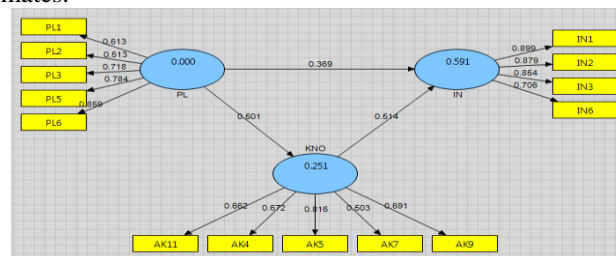 mates.
PL1
PL2
PL3
PL5
PL6
0.613
0.613
0.718
0.784
0.869
0.000
PL
0.369
0.501
0.514
0.591
IN
0.899
0.879
0.864
0.706
IN1
IN2
IN3
IN6
KNO
0.251
0.662
0.672
0.816
0.503
0.691
AK11
AK4
AK5
AK7
AK9